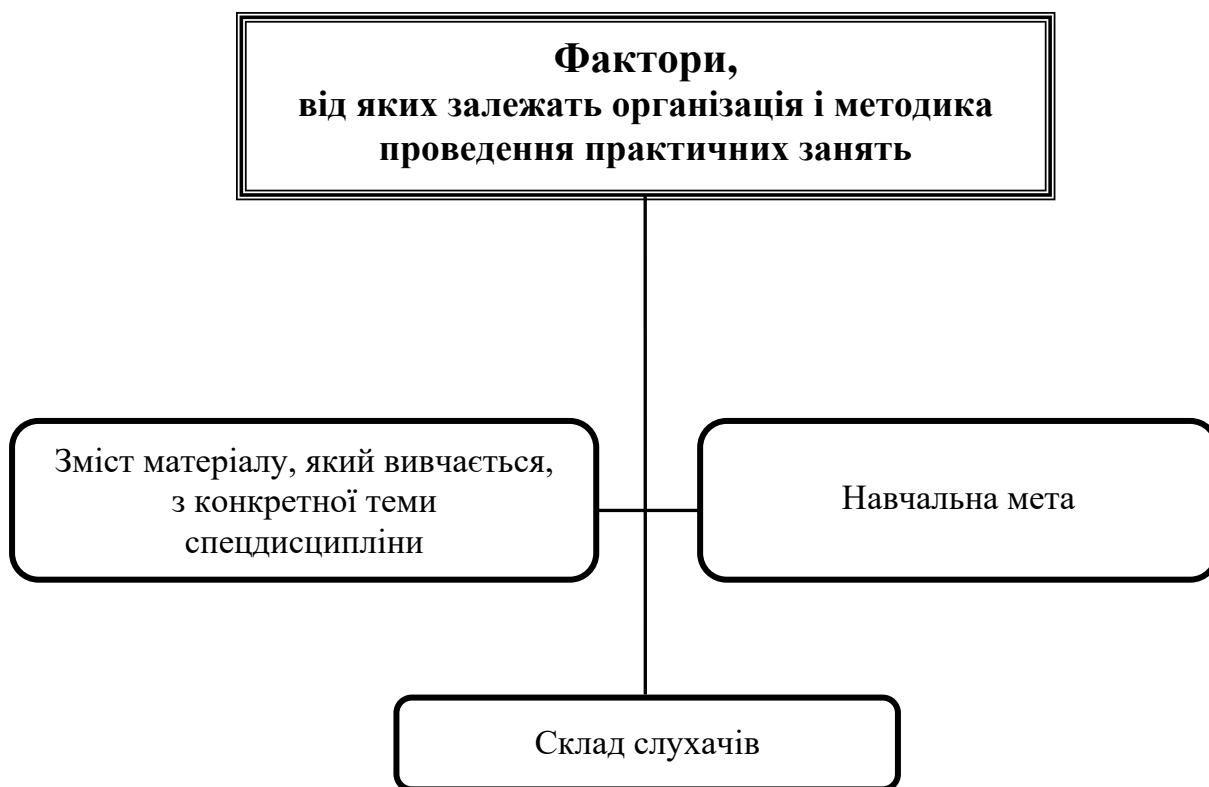 Фактори,
від яких залежать організація і методика
проведення практичних занять
Зміст матеріалу, який вивчається,
з конкретної теми
спецдисципліни
Навчальна мета
Склад слухачів